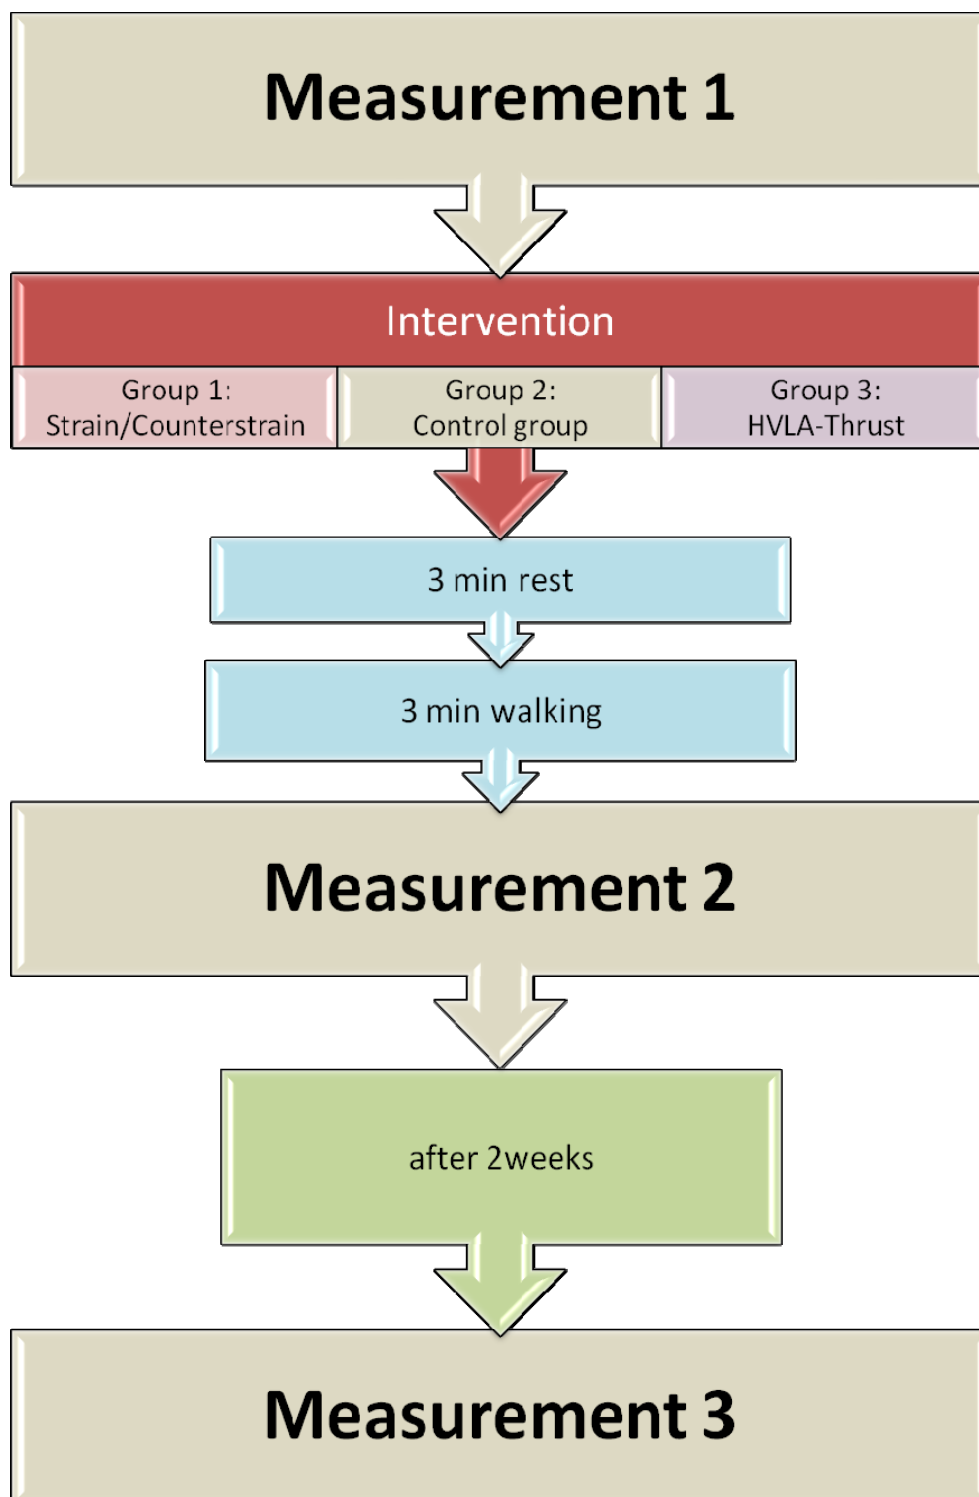 Measurement 1
Intervention
Group 1:
Strain/Counterstrain
Group 2:
Control group
Group 3:
HVLA-Thrust
3 min rest
3 min walking
Measurement 2
after 2weeks
Measurement 3